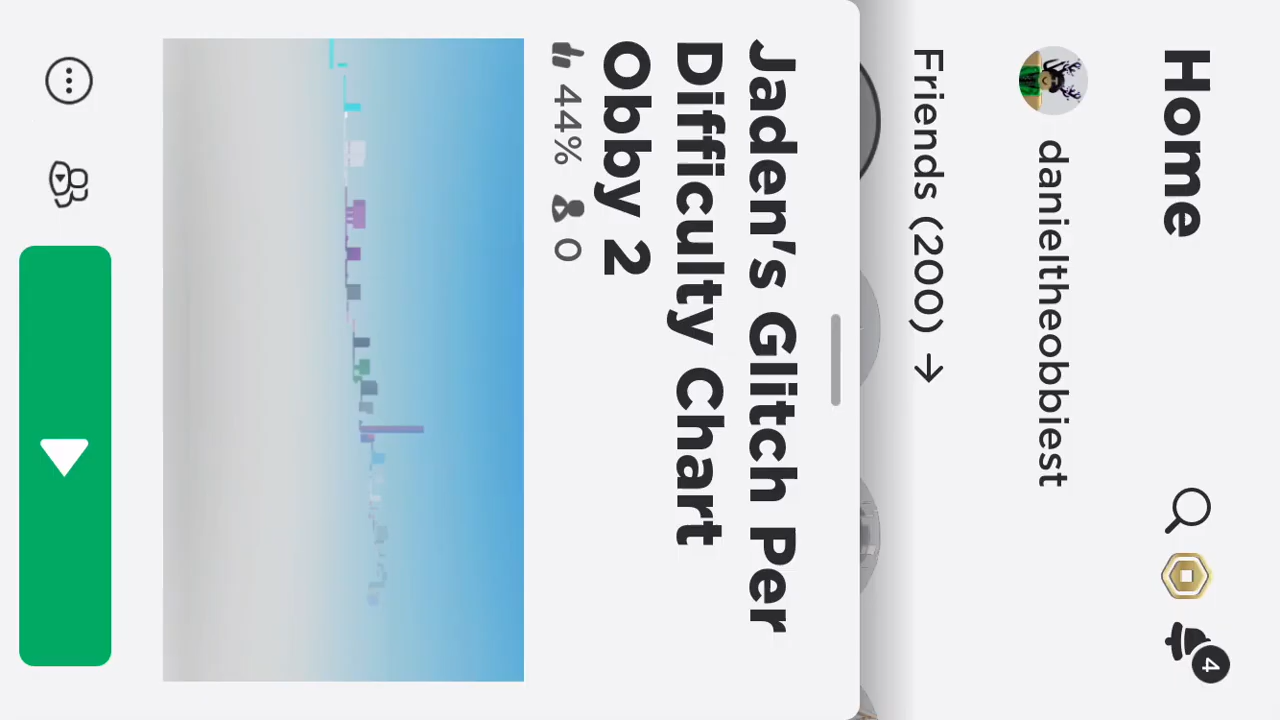 Home
4
danieltheobbiest
Friends (200) →
Jaden's Glitch Per
Difficulty Chart
Obby 2
44% 0